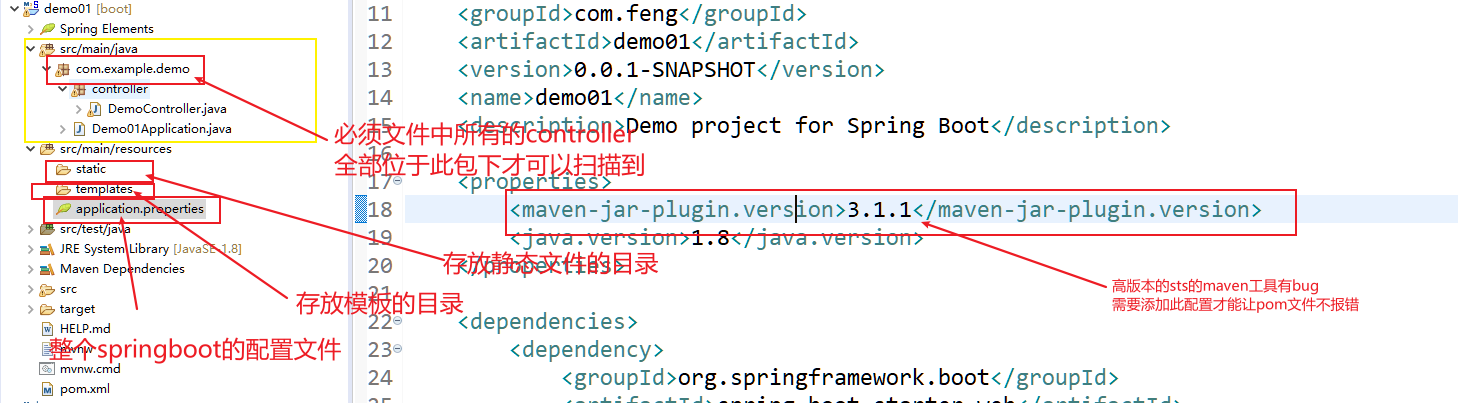 demo01 [boot]
Spring Elements
src/main/java
com.example.demo
controller
DemoController.java
Demo01Application.java
src/main/resources
static
templates
application.properties
src/test/java
JRE System Library [JavaSE-1.8]
Maven Dependencies
src
target
HELP.md
mvnw
mvnw.cmd
pom.xml
必须文件中所有的controller
全部位于此包下才可以扫描到
存放静态文件的目录
存放模板的目录
整个springboot的配置文件
11 <groupId>com.feng</groupId>
12 <artifactId>demo01</artifactId>
13 <version>0.0.1-SNAPSHOT</version>
14 <name>demo01</name>
15 <description>Demo project for Spring Boot</description>
16
17 <properties>
18 <maven-jar-plugin.version>3.1.1</maven-jar-plugin.version>
19 <java.version>1.8</java.version>
20 </properties>
21
22 <dependencies>
23 <dependency>
24 <groupId>org.springframework.boot</groupId>
<artifactId>spring-boot-starter-web</artifactId>
高版本的sts的maven工具有bug
需要添加此配置才能让pom文件不报错